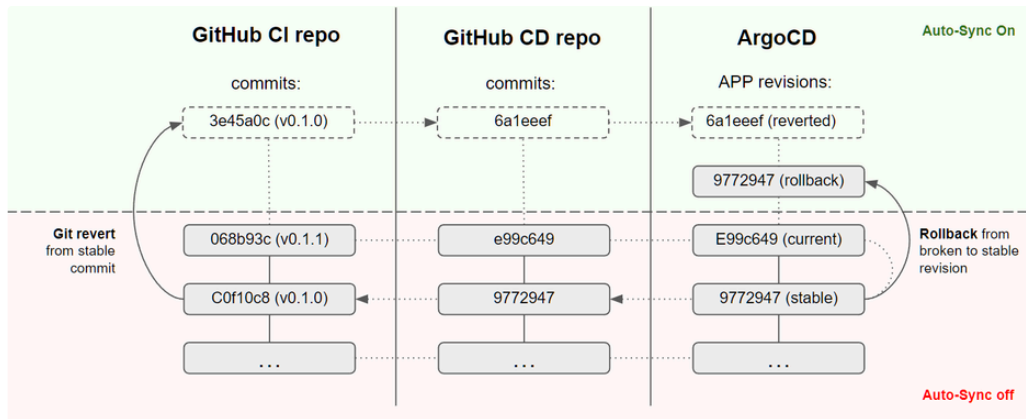 GitHub CI repo
GitHub CD repo
ArgoCD
Auto-Sync On
commits:
commits:
APP revisions:
3e45a0c (v0.1.0)
6a1eeef
6a1eeef (reverted)
9772947 (rollback)
Git revert
from stable
commit
068b93c (v0.1.1)
e99c649
E99c649 (current)
Rollback from
broken to stable
revision
C0f10c8 (v0.1.0)
9772947
9772947 (stable)
...
...
...
Auto-Sync off